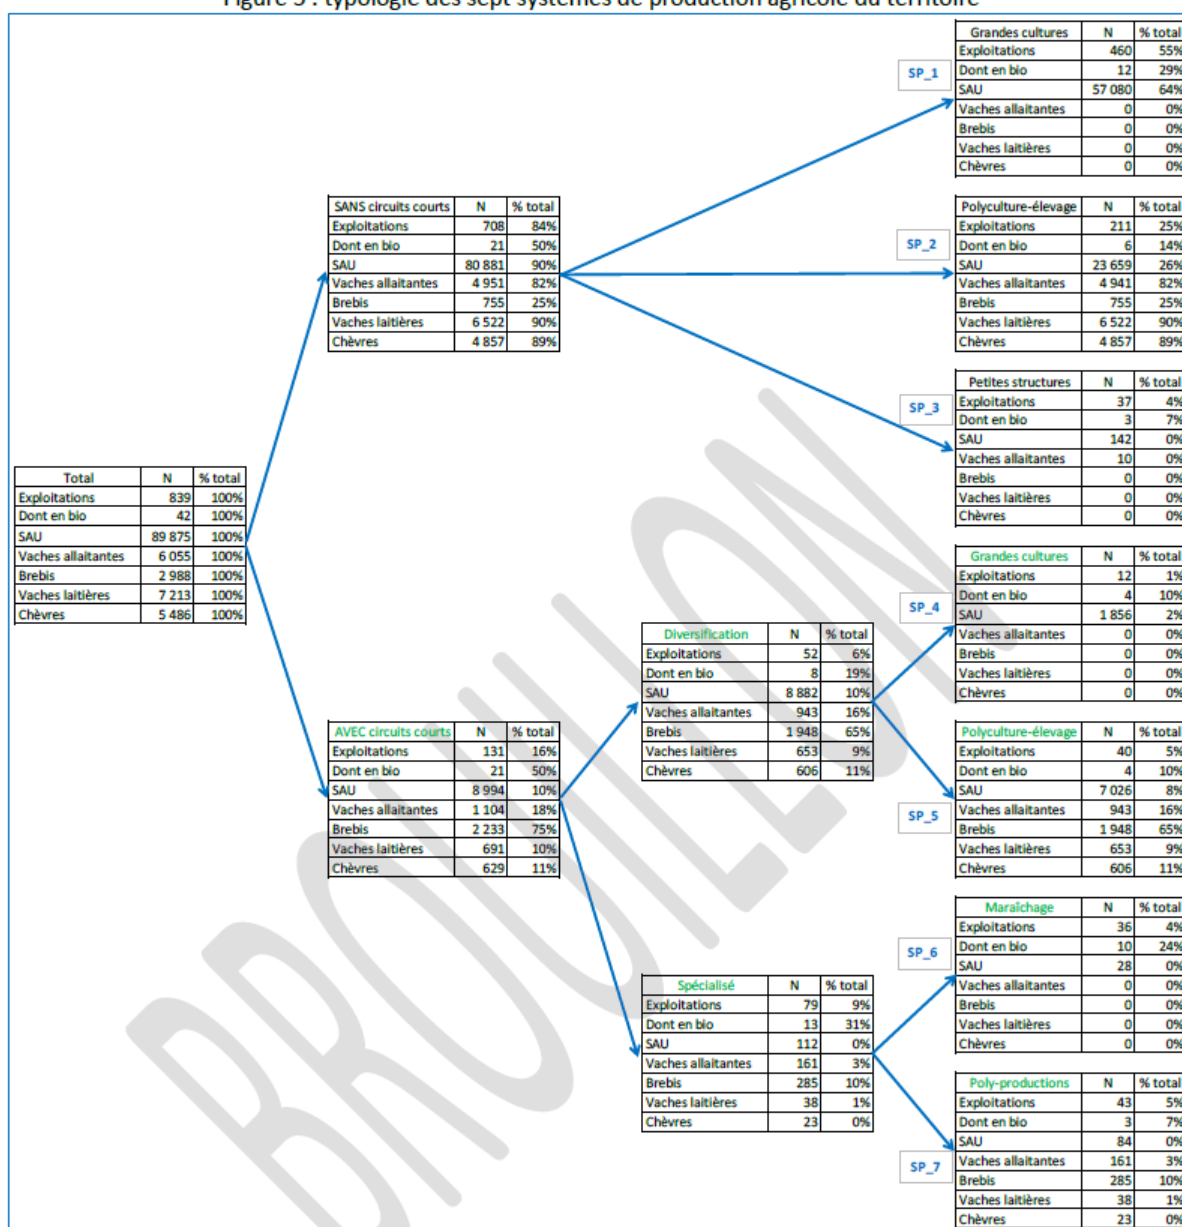 Figure 5 : typologie des sept systèmes de production agricole du territoire
Grandes cultures N % total
Exploitations 460 55%
SP_1
Dont en bio 12 29%
SAU 57 080 64%
Vaches allaitantes 0 0%
Brebis 0 0%
Vaches laitières 0 0%
Chèvres 0 0%
SANS circuits courts N % total
Exploitations 708 84%
Dont en bio 21 50%
SAU 80 881 90%
Vaches allaitantes 4 951 82%
Brebis 755 25%
Vaches laitières 6 522 90%
Chèvres 4 857 89%
Polyculture-élevage N % total
Exploitations 211 25%
SP_2
Dont en bio 6 14%
SAU 23 659 26%
Vaches allaitantes 4 941 82%
Brebis 755 25%
Vaches laitières 6 522 90%
Chèvres 4 857 89%
Petites structures N % total
Exploitations 37 4%
SP_3
Dont en bio 3 7%
SAU 142 0%
Vaches allaitantes 10 0%
Brebis 0 0%
Vaches laitières 0 0%
Chèvres 0 0%
Total N % total
Exploitations 839 100%
Dont en bio 42 100%
SAU 89 875 100%
Vaches allaitantes 6 055 100%
Brebis 2 988 100%
Vaches laitières 7 213 100%
Chèvres 5 486 100%
Grandes cultures N % total
Exploitations 12 1%
Dont en bio 4 10%
SP_4
SAU 1 856 2%
Vaches allaitantes 0 0%
Brebis 0 0%
Vaches laitières 0 0%
Chèvres 0 0%
Diversification N % total
Exploitations 52 6%
Dont en bio 8 19%
SAU 8 882 10%
Vaches allaitantes 943 16%
Brebis 1 948 65%
Vaches laitières 653 9%
Chèvres 606 11%
AVEC circuits courts N % total
Exploitations 131 16%
Dont en bio 21 50%
SAU 8 994 10%
Vaches allaitantes 1 104 18%
Brebis 2 233 75%
Vaches laitières 691 10%
Chèvres 629 11%
Polyculture-élevage N % total
Exploitations 40 5%
Dont en bio 4 10%
SAU 7 026 8%
Vaches allaitantes 943 16%
SP_5
Brebis 1 948 65%
Vaches laitières 653 9%
Chèvres 606 11%
Maraîchage N % total
Exploitations 36 4%
Dont en bio 10 24%
SP_6
SAU 28 0%
Vaches allaitantes 0 0%
Brebis 0 0%
Vaches laitières 0 0%
Chèvres 0 0%
Spécialisé N % total
Exploitations 79 9%
Dont en bio 13 31%
SAU 112 0%
Vaches allaitantes 161 3%
Brebis 285 10%
Vaches laitières 38 1%
Chèvres 23 0%
Poly-productions N % total
Exploitations 43 5%
Dont en bio 3 7%
SAU 84 0%
Vaches allaitantes 161 3%
SP_7
Brebis 285 10%
Vaches laitières 38 1%
Chèvres 23 0%
BROUILLON